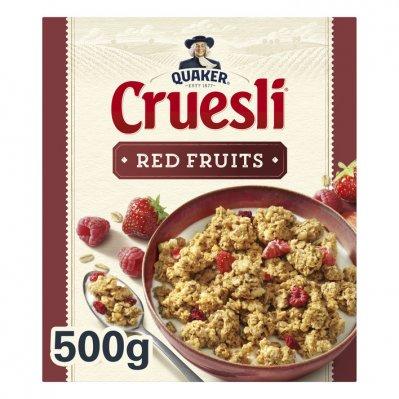 QUAKER
ESTD 1877
Cruesli®
• RED FRUITS •
500g